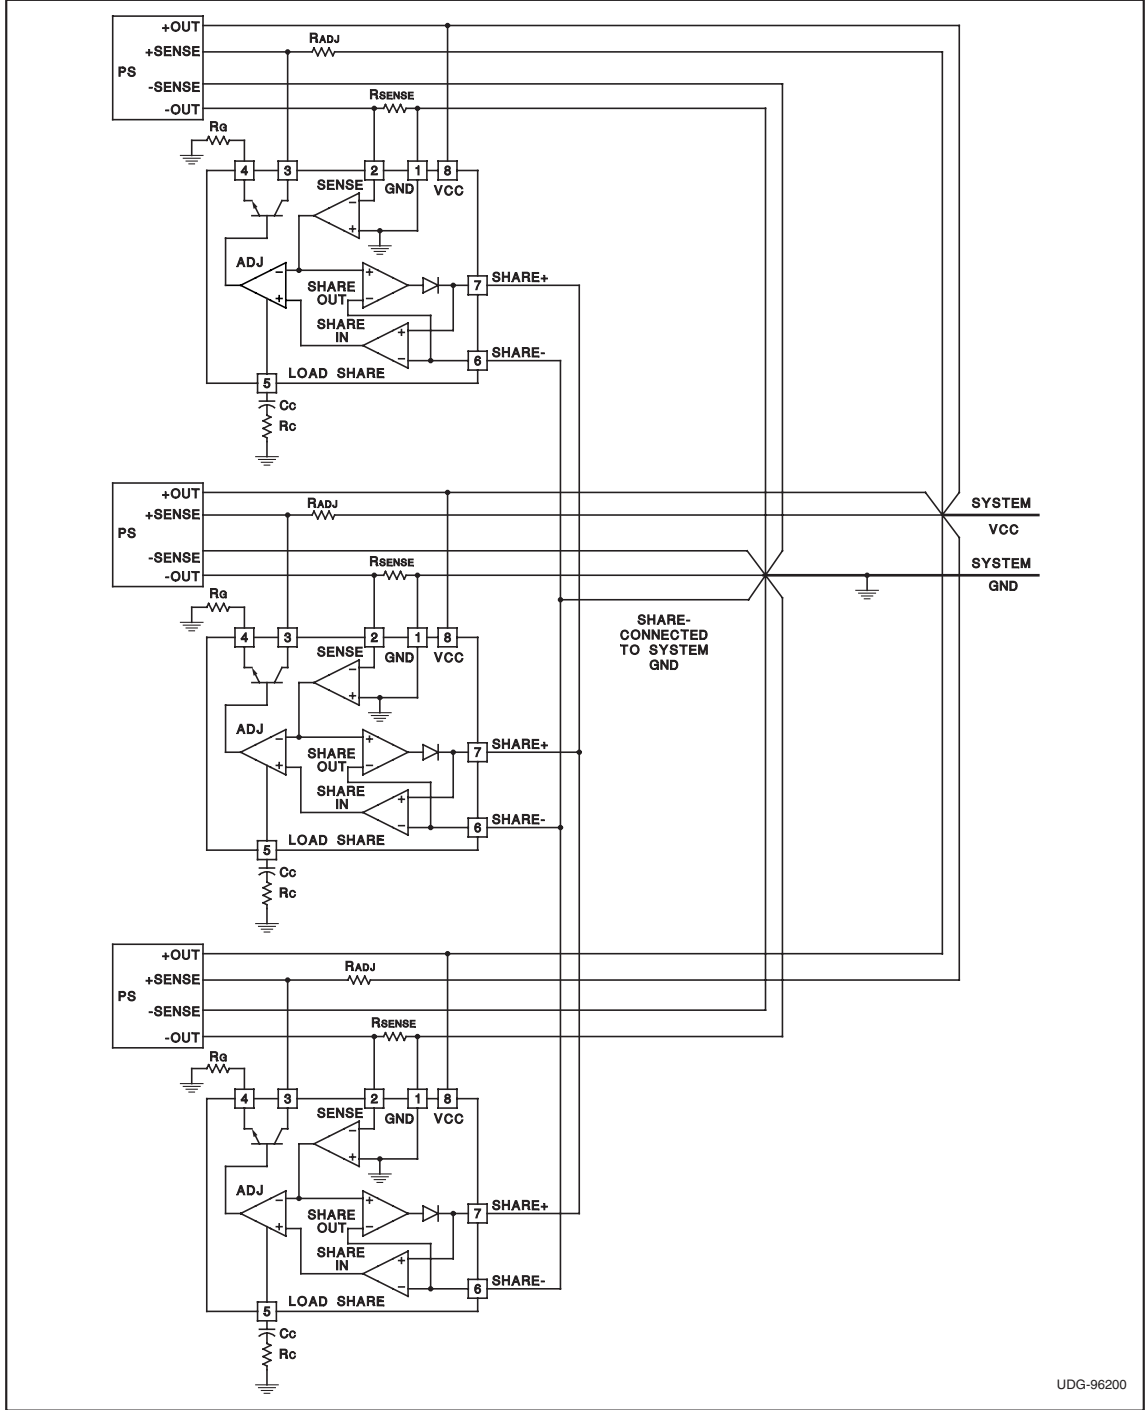 +OUT
+SENSE
PS
-SENSE
-OUT
RADJ
RSENSE
RG
4 3 2 1 8
SENSE GND VCC
ADJ
SHARE
OUT
7 SHARE+
SHARE
IN
6 SHARE-
5 LOAD SHARE
CC
RC
+OUT
+SENSE
PS
-SENSE
-OUT
RADJ
RSENSE
SYSTEM
VCC
SYSTEM
GND
RG
SHARE-
CONNECTED
TO SYSTEM
GND
4 3 2 1 8
SENSE GND VCC
ADJ
SHARE
OUT
7 SHARE+
SHARE
IN
6 SHARE-
5 LOAD SHARE
CC
RC
+OUT
+SENSE
PS
-SENSE
-OUT
RADJ
RSENSE
RG
4 3 2 1 8
SENSE GND VCC
ADJ
SHARE
OUT
7 SHARE+
SHARE
IN
6 SHARE-
5 LOAD SHARE
CC
RC
UDG-96200